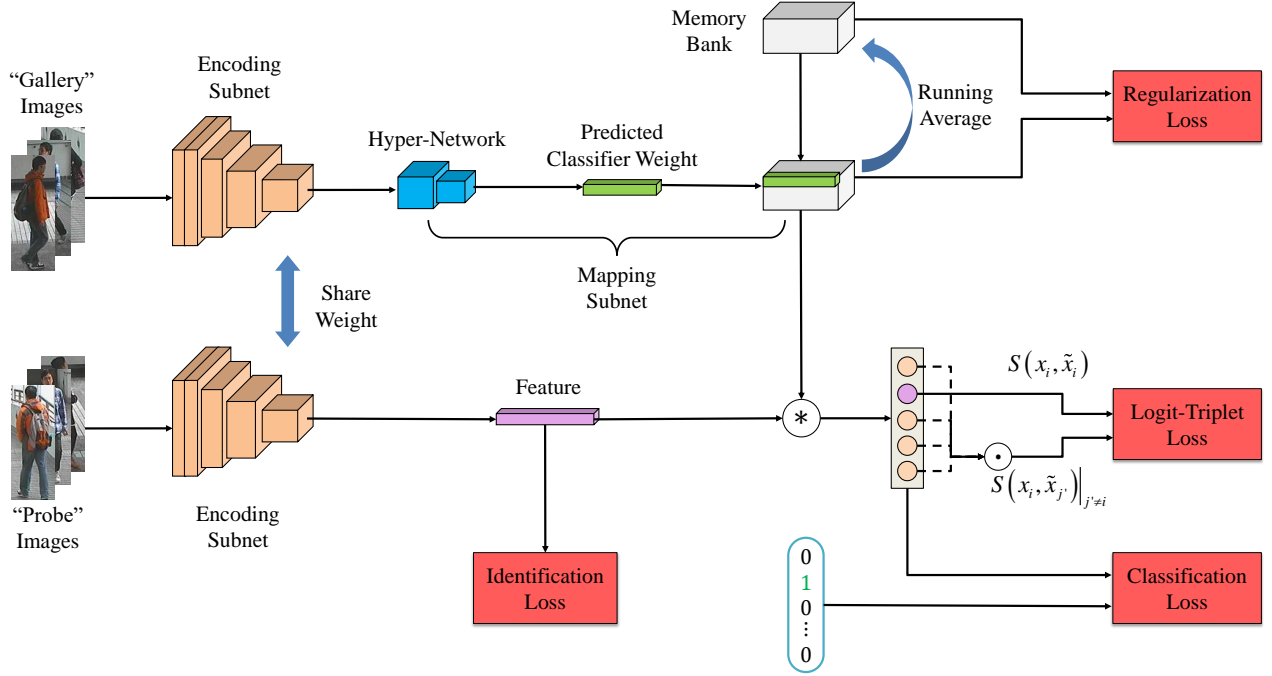 “Gallery”
Images
Encoding
Subnet
Hyper-Network
Predicted
Classifier Weight
Memory
Bank
Running
Average
Regularization
Loss
Mapping
Subnet
Share
Weight
“Probe”
Images
Encoding
Subnet
Feature
Identification
Loss
*
S(x_i, x̃_i)
S(x_i, x̃_{j'})|_{j'≠i}
Logit-Triplet
Loss
0
1
0
⋮
0
Classification
Loss